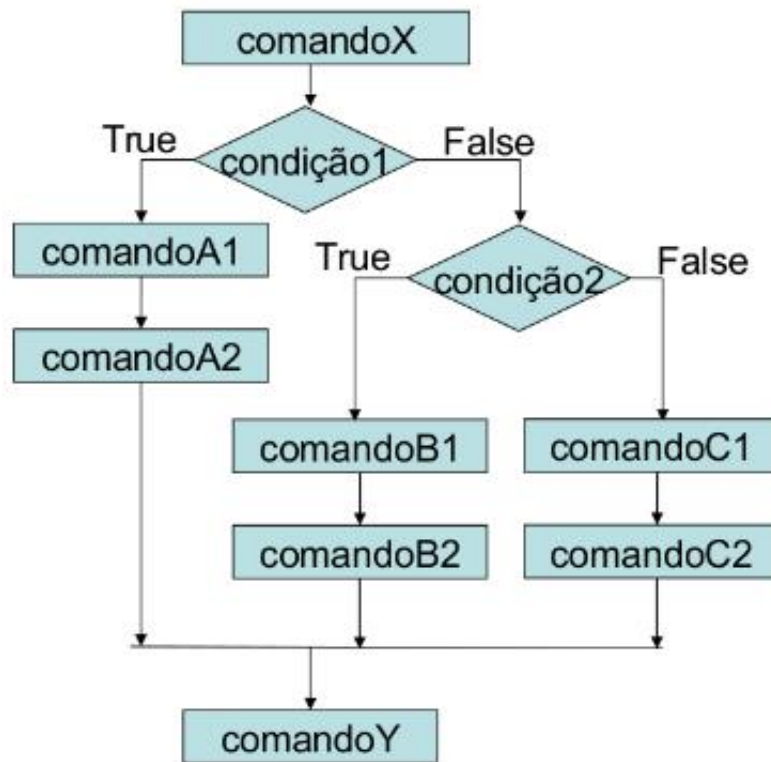 comandoX
True
condição1
False
comandoA1
True
condição2
False
comandoA2
comandoB1
comandoC1
comandoB2
comandoC2
comandoY